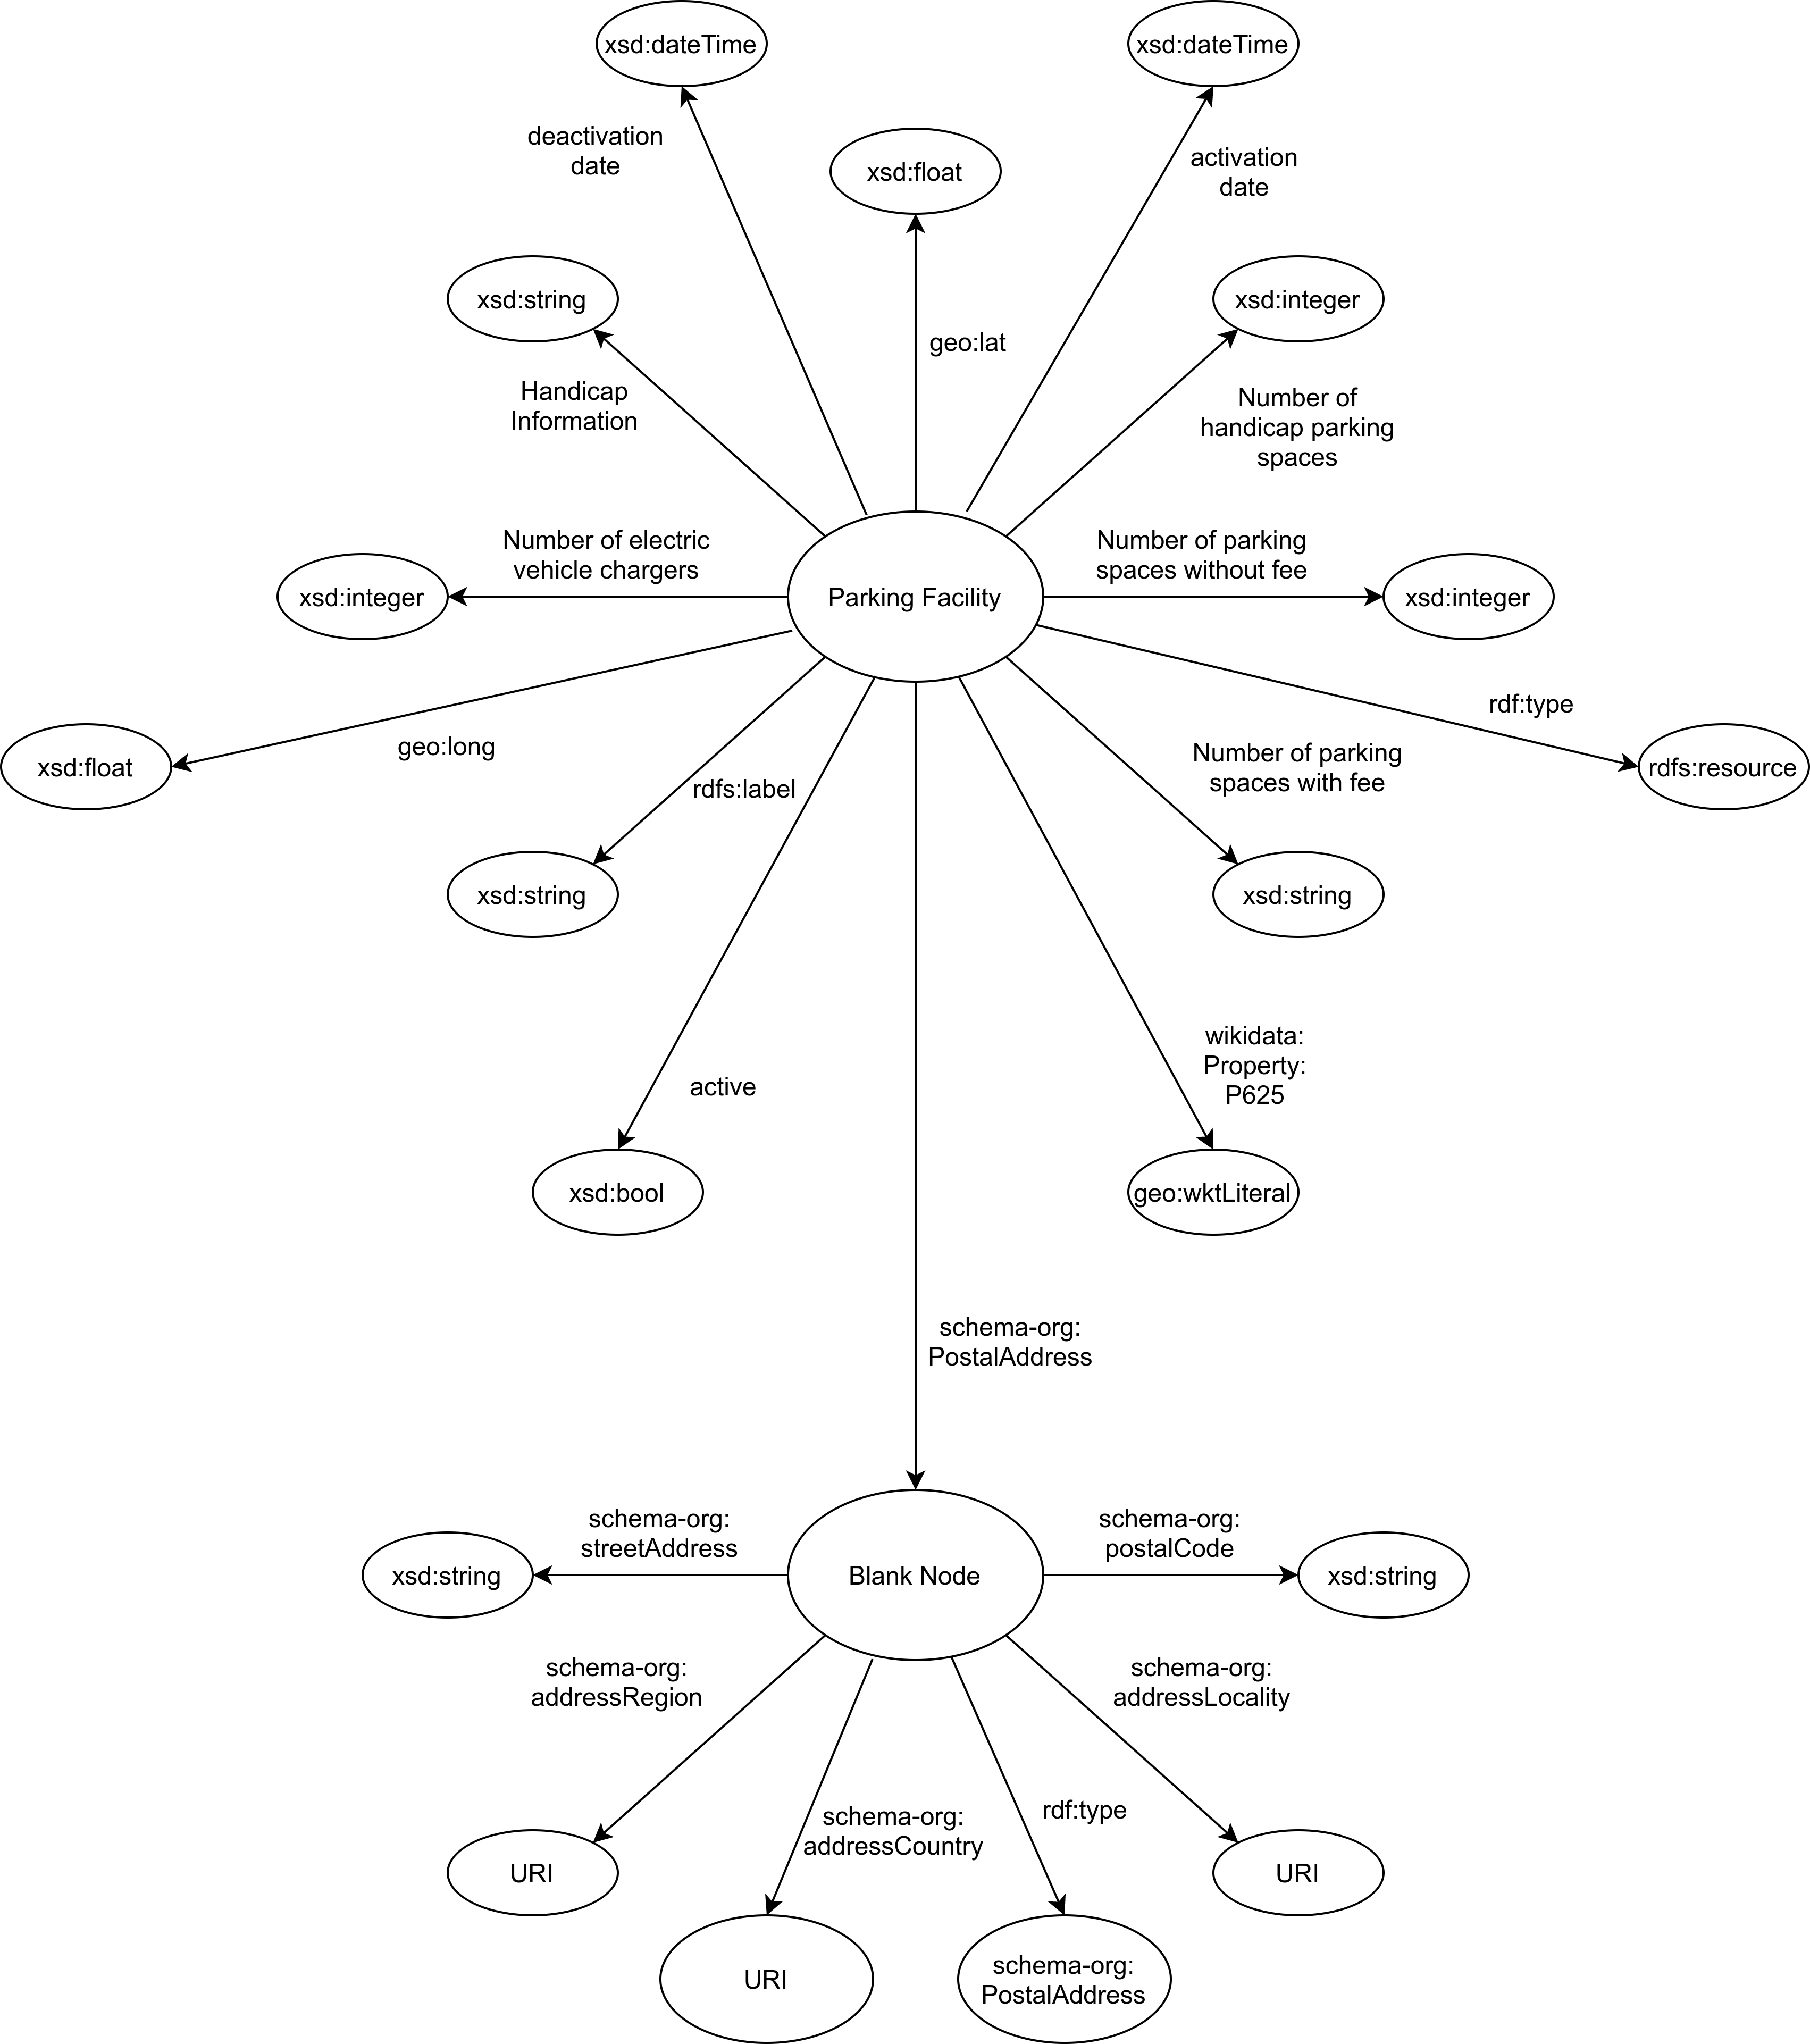 xsd:dateTime
xsd:dateTime
deactivation
date
activation
date
xsd:float
xsd:string
xsd:integer
geo:lat
Handicap
Information
Number of
handicap parking
spaces
Number of electric
vehicle chargers
Number of parking
spaces without fee
xsd:integer
Parking Facility
xsd:integer
rdf:type
geo:long
Number of parking
spaces with fee
xsd:float
rdfs:resource
rdfs:label
xsd:string
xsd:string
wikidata:
Property:
P625
active
xsd:bool
geo:wktLiteral
schema-org:
PostalAddress
schema-org:
streetAddress
schema-org:
postalCode
xsd:string
Blank Node
xsd:string
schema-org:
addressRegion
schema-org:
addressLocality
schema-org:
addressCountry
rdf:type
URI
URI
URI
schema-org:
PostalAddress